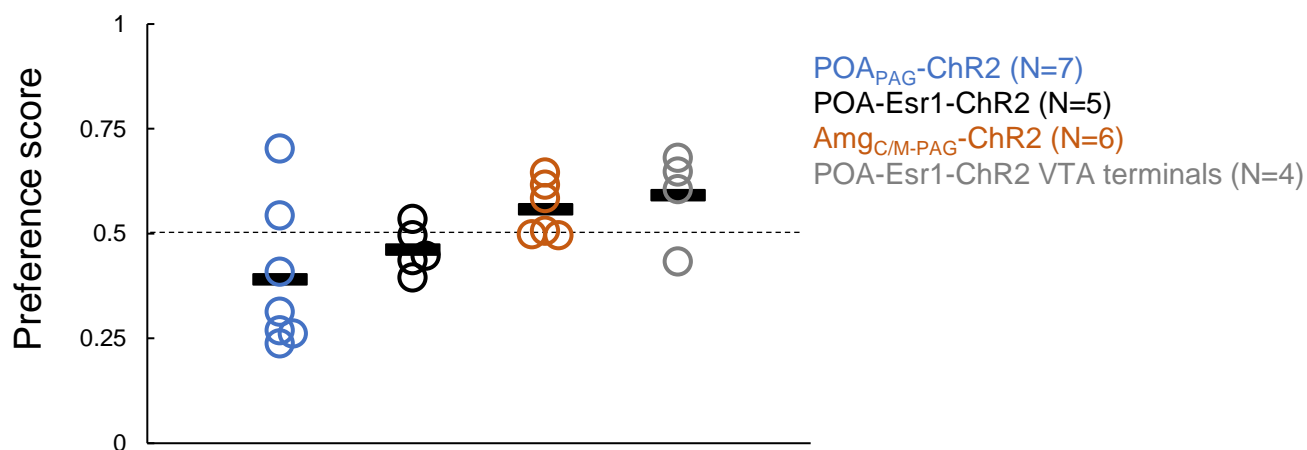 1
0.75
0.5
0.25
0
Preference score
POAPAG-ChR2 (N=7)
POA-Esr1-ChR2 (N=5)
AmgC/M-PAG-ChR2 (N=6)
POA-Esr1-ChR2 VTA terminals (N=4)